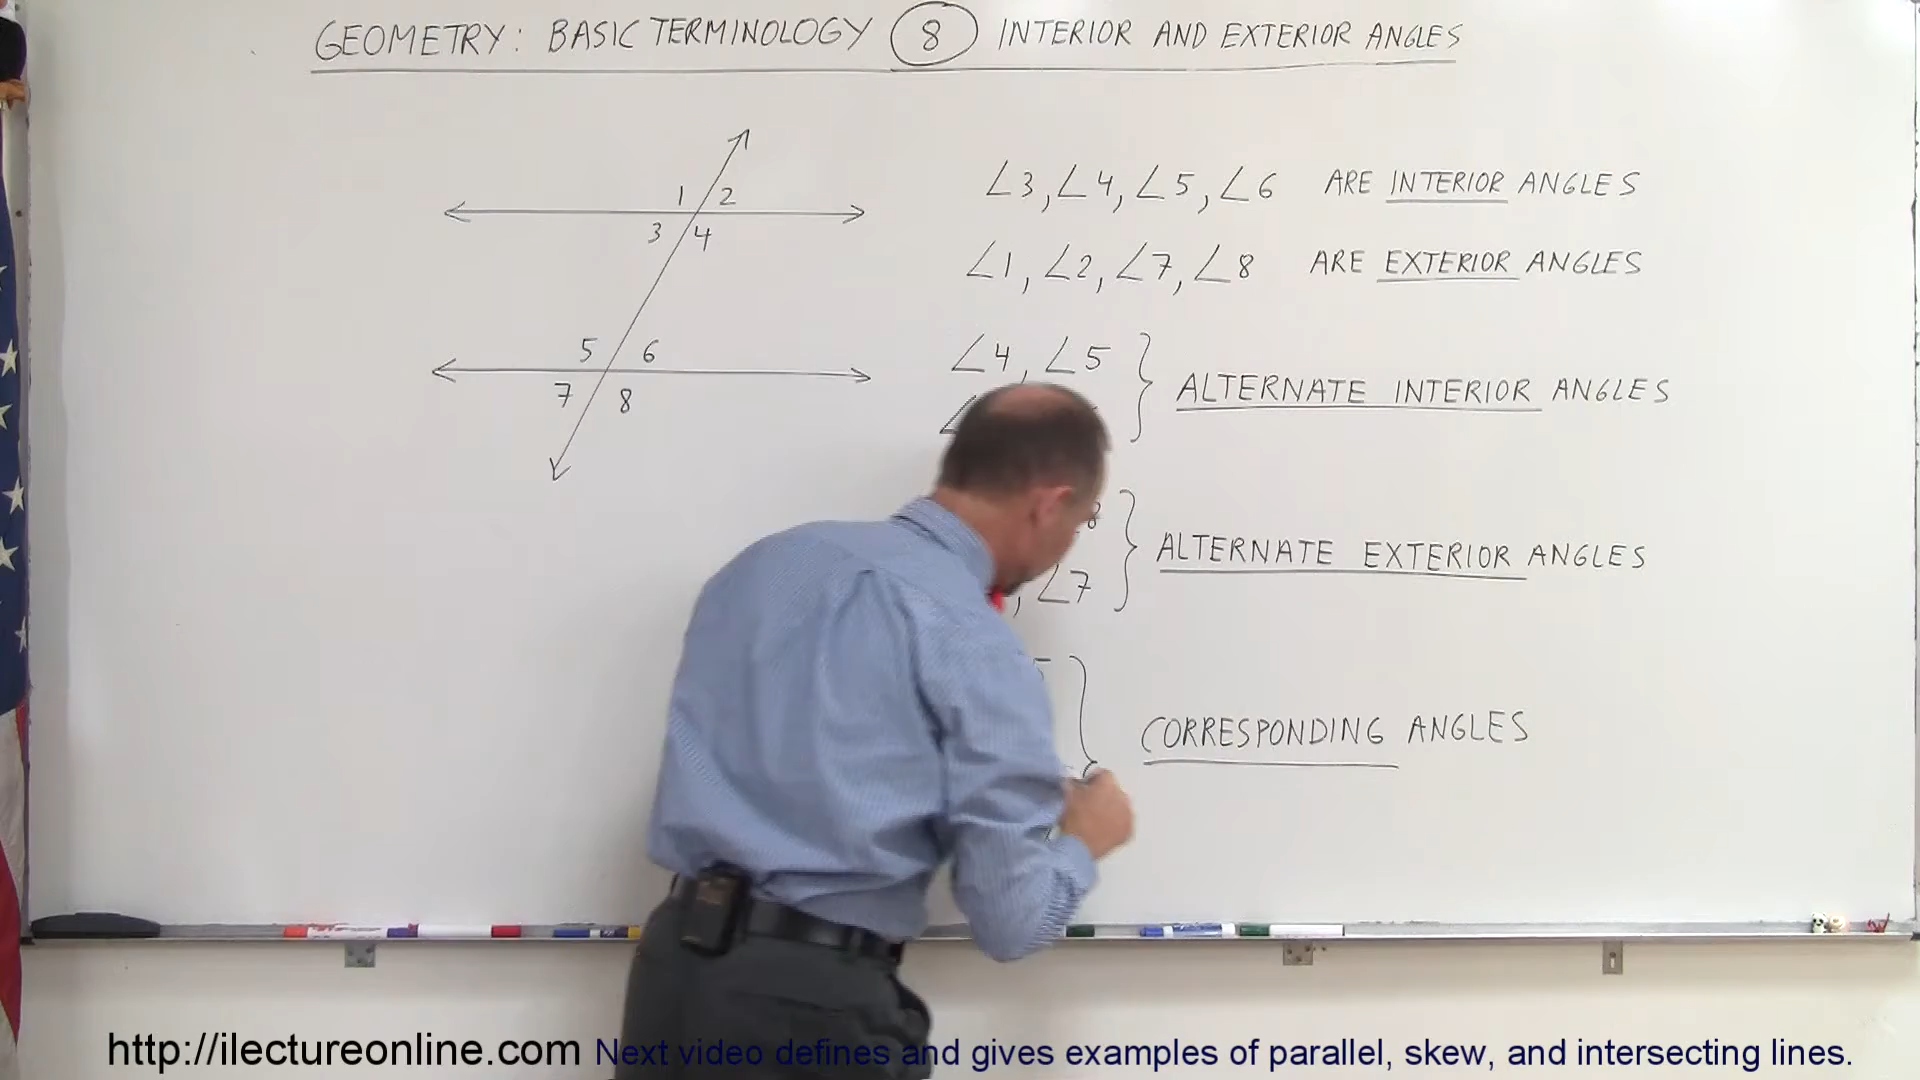 GEOMETRY: BASIC TERMINOLOGY 8 INTERIOR AND EXTERIOR ANGLES
1 2
3 4
5 6
7 8
∠3, ∠4, ∠5, ∠6 ARE INTERIOR ANGLES
∠1, ∠2, ∠7, ∠8 ARE EXTERIOR ANGLES
∠4, ∠5
ALTERNATE INTERIOR ANGLES
8
∠7
ALTERNATE EXTERIOR ANGLES
CORRESPONDING ANGLES
http://ilectureonline.com Next video defines and gives examples of parallel, skew, and intersecting lines.